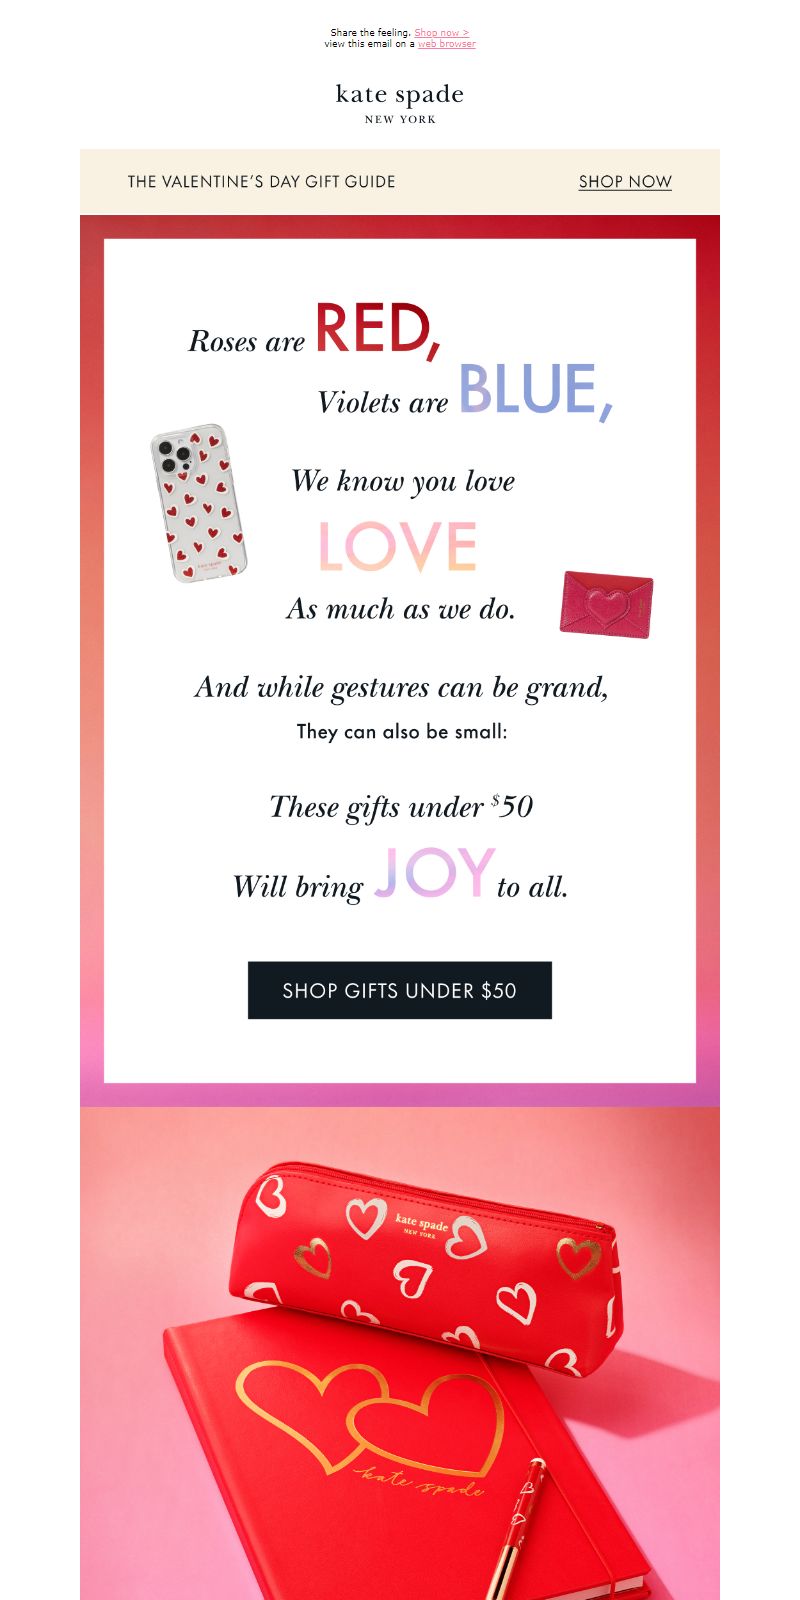 Share the feeling. Shop now >
view this email on a web browser
kate spade
NEW YORK
THE VALENTINE'S DAY GIFT GUIDE
SHOP NOW
Roses are RED,
Violets are BLUE,
We know you love
LOVE
As much as we do.
And while gestures can be grand,
They can also be small:
These gifts under $50
Will bring JOY to all.
kate spade
SHOP GIFTS UNDER $50
kate spade
NEW YORK
kate spade